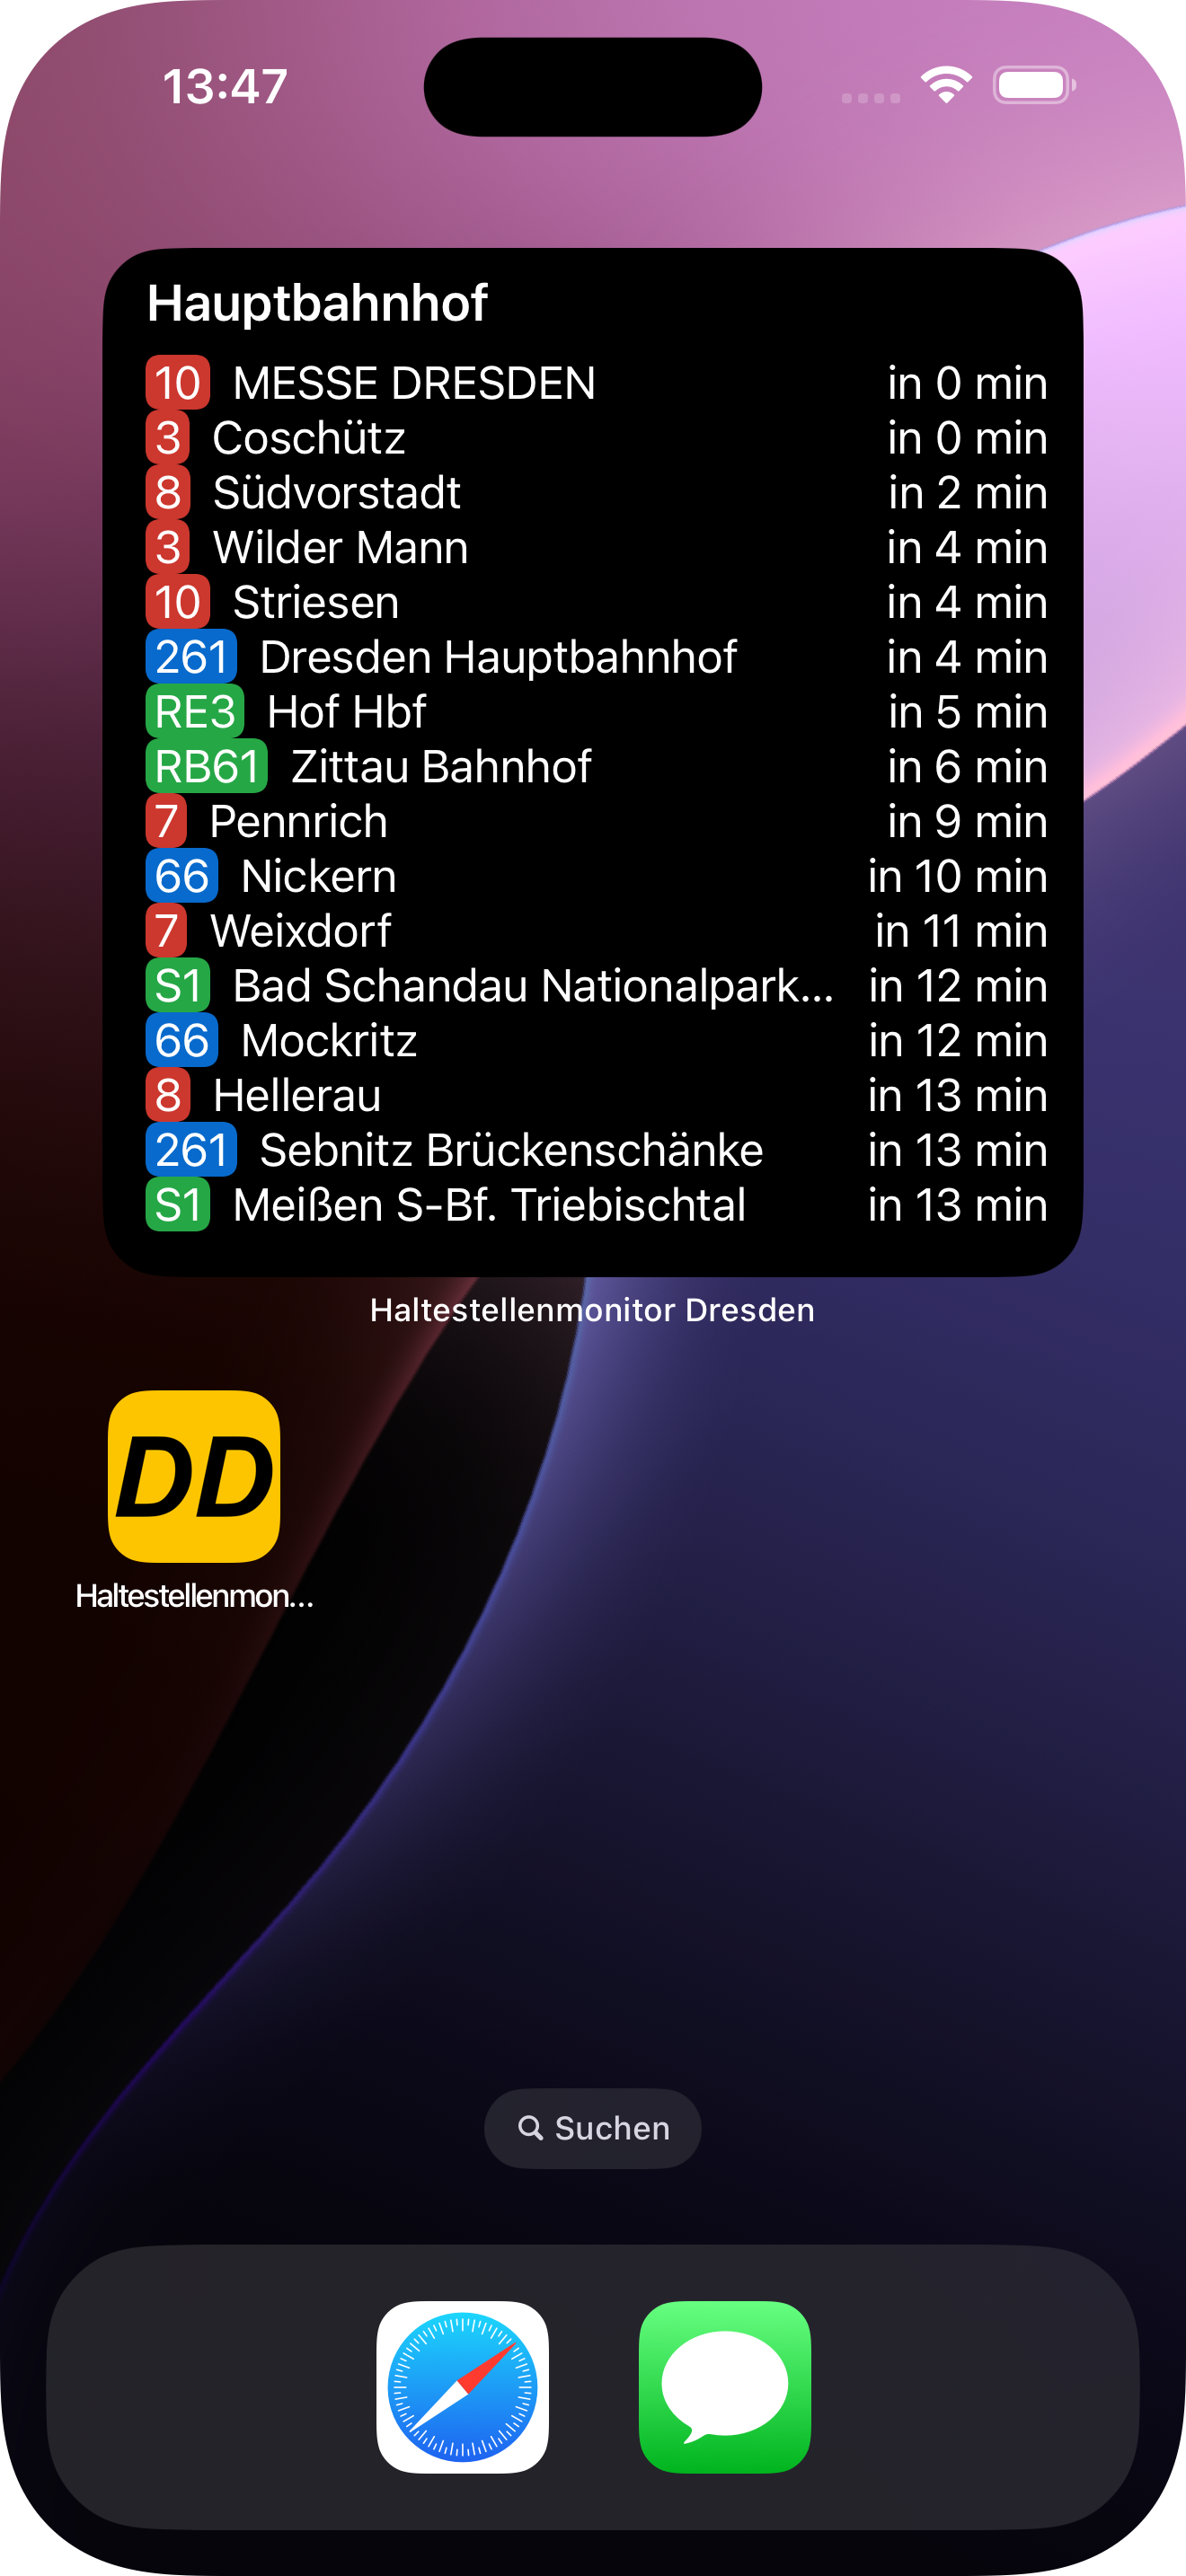 13:47
Hauptbahnhof
10 MESSE DRESDEN in 0 min
3 Coschütz in 0 min
8 Südvorstadt in 2 min
3 Wilder Mann in 4 min
10 Striesen in 4 min
261 Dresden Hauptbahnhof in 4 min
RE3 Hof Hbf in 5 min
RB61 Zittau Bahnhof in 6 min
7 Pennrich in 9 min
66 Nickern in 10 min
7 Weixdorf in 11 min
S1 Bad Schandau Nationalpark... in 12 min
66 Mockritz in 12 min
8 Hellerau in 13 min
261 Sebnitz Brückenschänke in 13 min
S1 Meißen S-Bf. Triebischtal in 13 min
Haltestellenmonitor Dresden
DD
Haltestellenmon...
Suchen